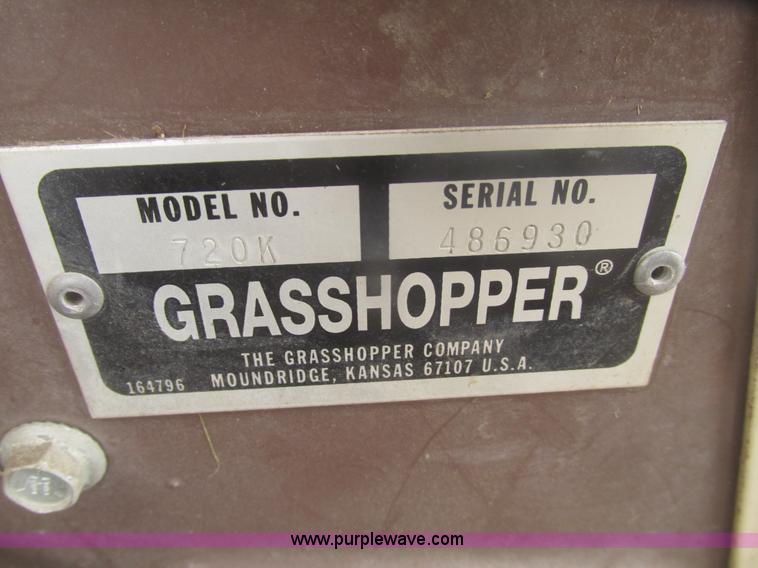 MODEL NO.
720K
SERIAL NO.
486930
GRASSHOPPER®
THE GRASSHOPPER COMPANY
164796 MOUNDRIDGE, KANSAS 67107 U.S.A.
www.purplewave.com